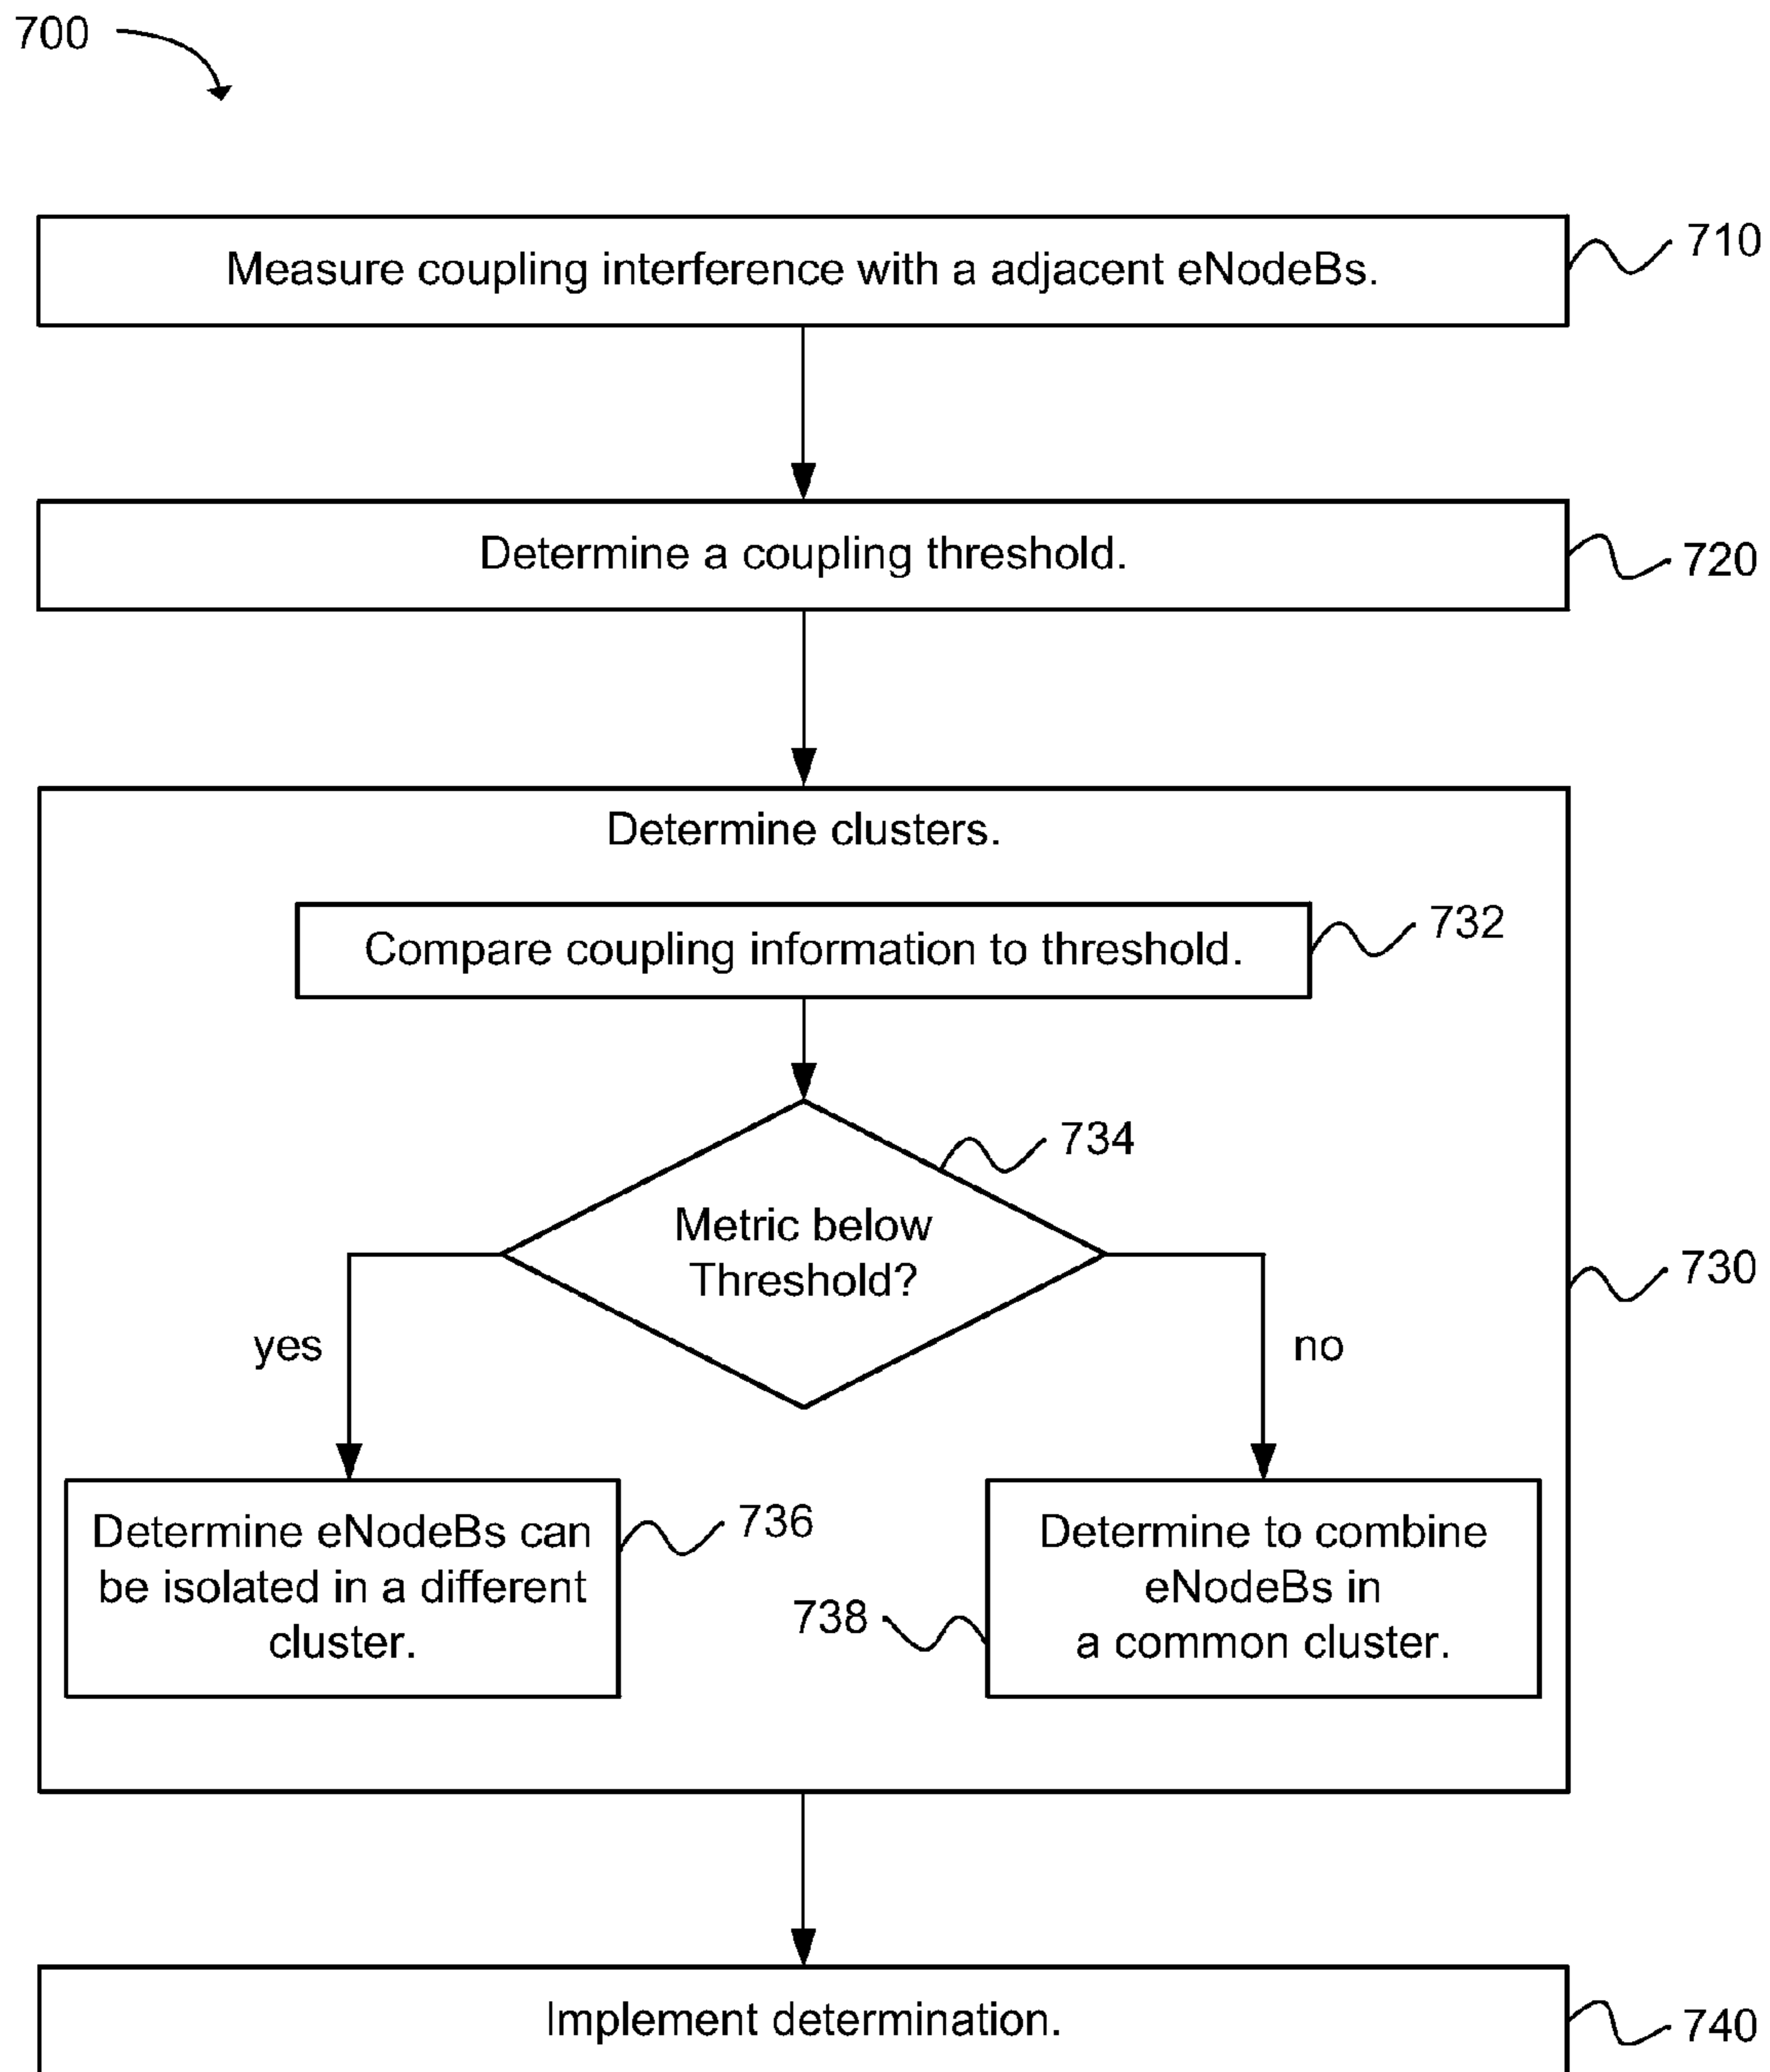 700
Measure coupling interference with a adjacent eNodeBs.
710
Determine a coupling threshold.
720
Determine clusters.
Compare coupling information to threshold.
732
734
Metric below
Threshold?
730
yes
no
Determine eNodeBs can
be isolated in a different
cluster.
736
738
Determine to combine
eNodeBs in
a common cluster.
Implement determination.
740